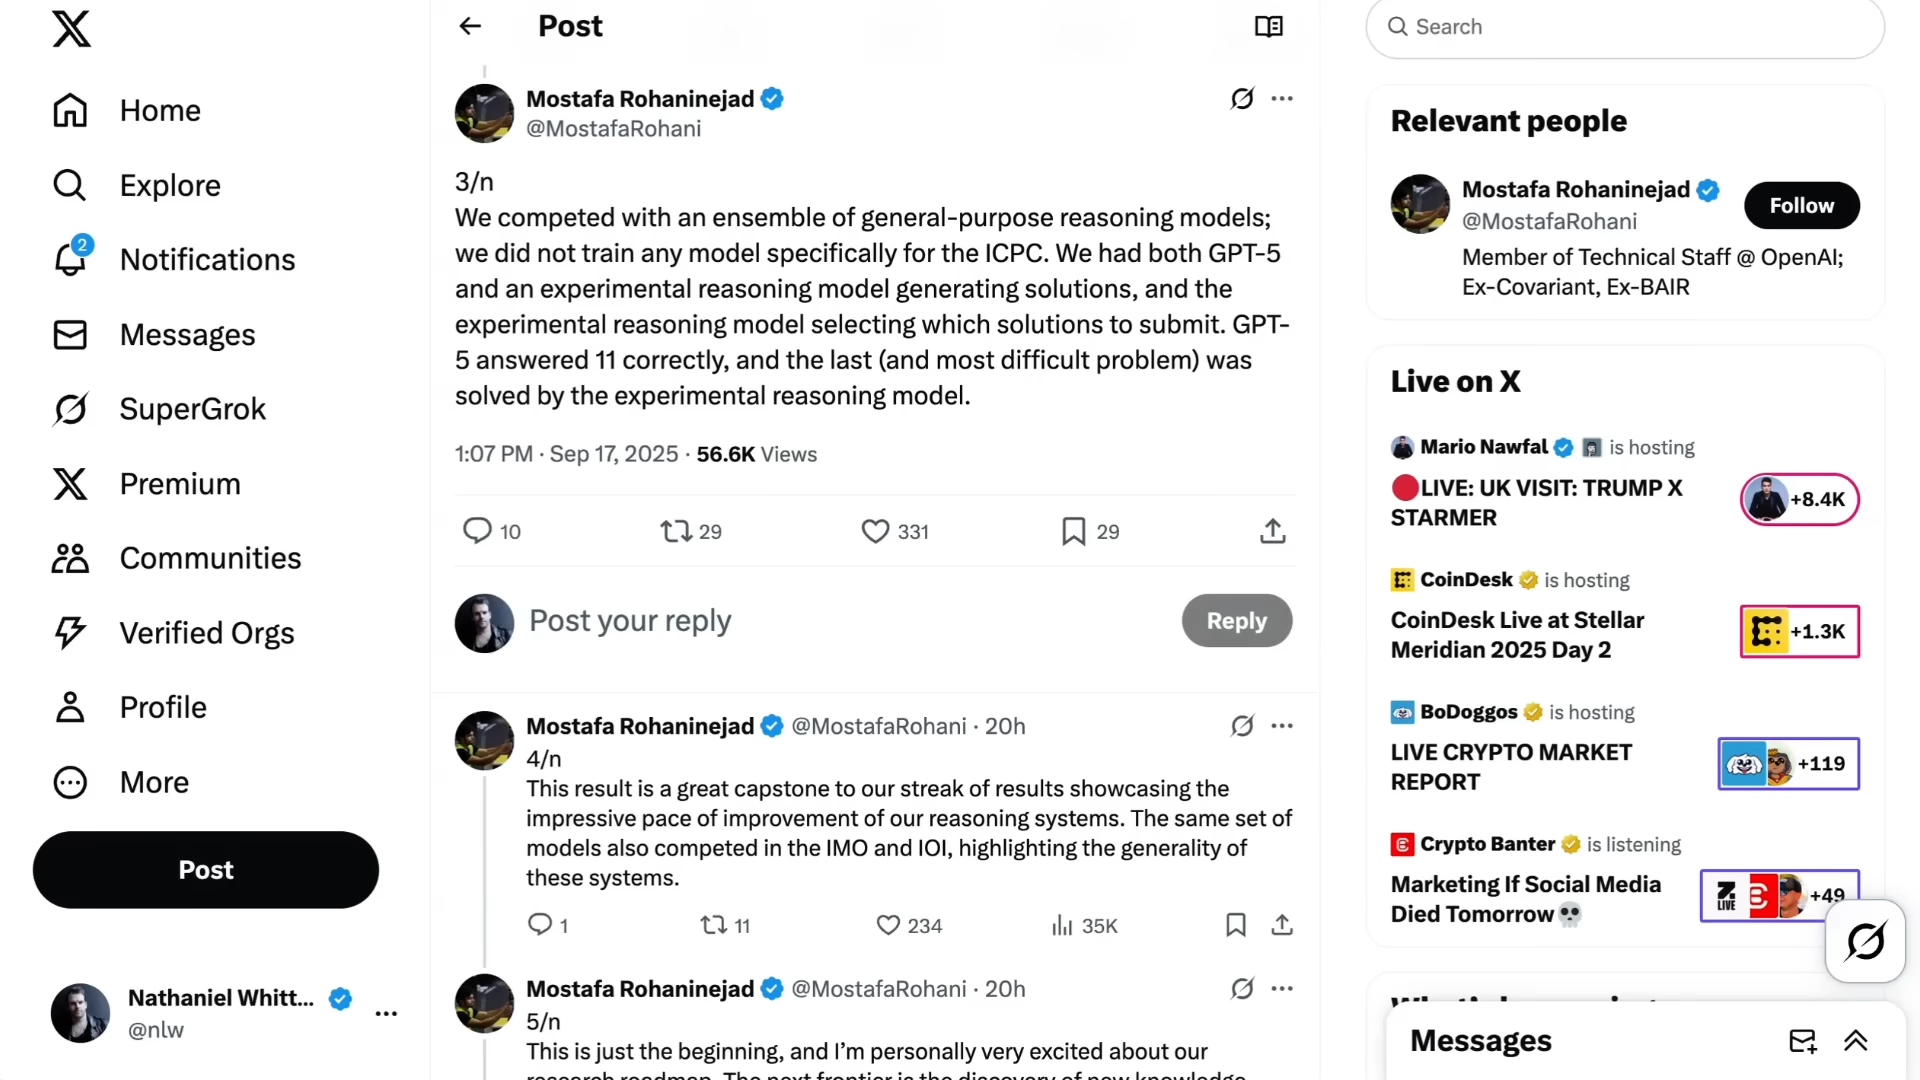 Home
Explore
2
Notifications
Messages
SuperGrok
Premium
Communities
Verified Orgs
Profile
More
Post
Nathaniel Whitt...
@nlw
Post
Mostafa Rohaninejad
@MostafaRohani
3/n
We competed with an ensemble of general-purpose reasoning models;
we did not train any model specifically for the ICPC. We had both GPT-5
and an experimental reasoning model generating solutions, and the
experimental reasoning model selecting which solutions to submit. GPT-
5 answered 11 correctly, and the last (and most difficult problem) was
solved by the experimental reasoning model.
1:07 PM · Sep 17, 2025 · 56.6K Views
10 29 331 29
Post your reply
Reply
Mostafa Rohaninejad @MostafaRohani · 20h
4/n
This result is a great capstone to our streak of results showcasing the
impressive pace of improvement of our reasoning systems. The same set of
models also competed in the IMO and IOI, highlighting the generality of
these systems.
1 11 234 35K
Mostafa Rohaninejad @MostafaRohani · 20h
5/n
This is just the beginning, and I'm personally very excited about our
research roadmap. The next frontier is the discovery of new knowledge
Search
Relevant people
Mostafa Rohaninejad
@MostafaRohani
Follow
Member of Technical Staff @ OpenAI;
Ex-Covariant, Ex-BAIR
Live on X
Mario Nawfal is hosting
LIVE: UK VISIT: TRUMP X
STARMER
+8.4K
CoinDesk is hosting
CoinDesk Live at Stellar
Meridian 2025 Day 2
+1.3K
BoDoggos is hosting
LIVE CRYPTO MARKET
REPORT
+119
Crypto Banter is listening
Marketing If Social Media
Died Tomorrow💀
LIVE
+49
Messages